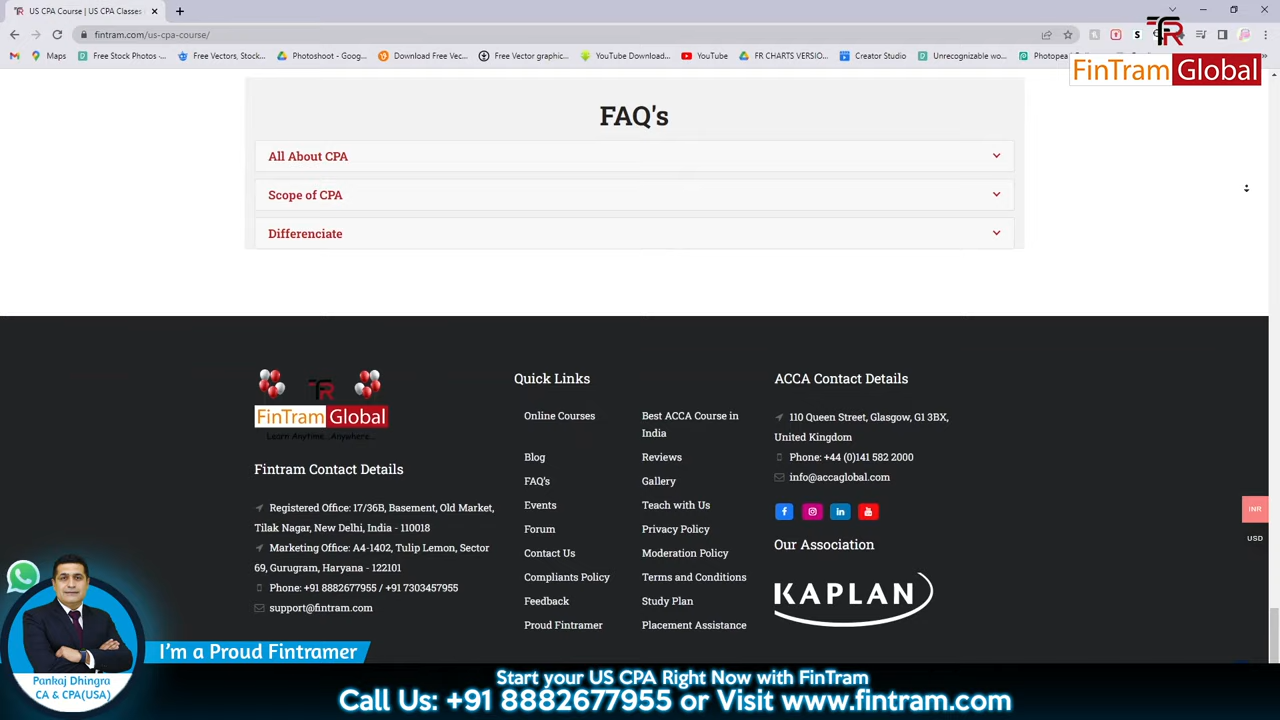 US CPA Course | US CPA Classes
fintram.com/us-cpa-course/
Maps
Free Stock Photos -...
Free Vectors, Stock...
Photoshoot - Goog...
Download Free Vec...
Free Vector graphic...
YouTube Download...
YouTube
FR CHARTS VERSIO...
Creator Studio
Unrecognizable wo...
Photopea
TR
FinTram Global
FAQ's
All About CPA
Scope of CPA
Differenciate
TR
FinTram Global
Learn Anytime...Anywhere...
Fintram Contact Details
Registered Office: 17/36B, Basement, Old Market,
Tilak Nagar, New Delhi, India - 110018
Marketing Office: A4-1402, Tulip Lemon, Sector
69, Gurugram, Haryana - 122101
Phone: +91 8882677955 / +91 7303457955
support@fintram.com
Quick Links
Online Courses
Blog
FAQ's
Events
Forum
Contact Us
Compliants Policy
Feedback
Proud Fintramer
Best ACCA Course in
India
Reviews
Gallery
Teach with Us
Privacy Policy
Moderation Policy
Terms and Conditions
Study Plan
Placement Assistance
ACCA Contact Details
110 Queen Street, Glasgow, G1 3BX,
United Kingdom
Phone: +44 (0)141 582 2000
info@accaglobal.com
Our Association
KAPLAN
INR
USD
I'm a Proud Fintramer
Pankaj Dhingra
CA & CPA(USA)
Start your US CPA Right Now with FinTram
Call Us: +91 8882677955 or Visit www.fintram.com